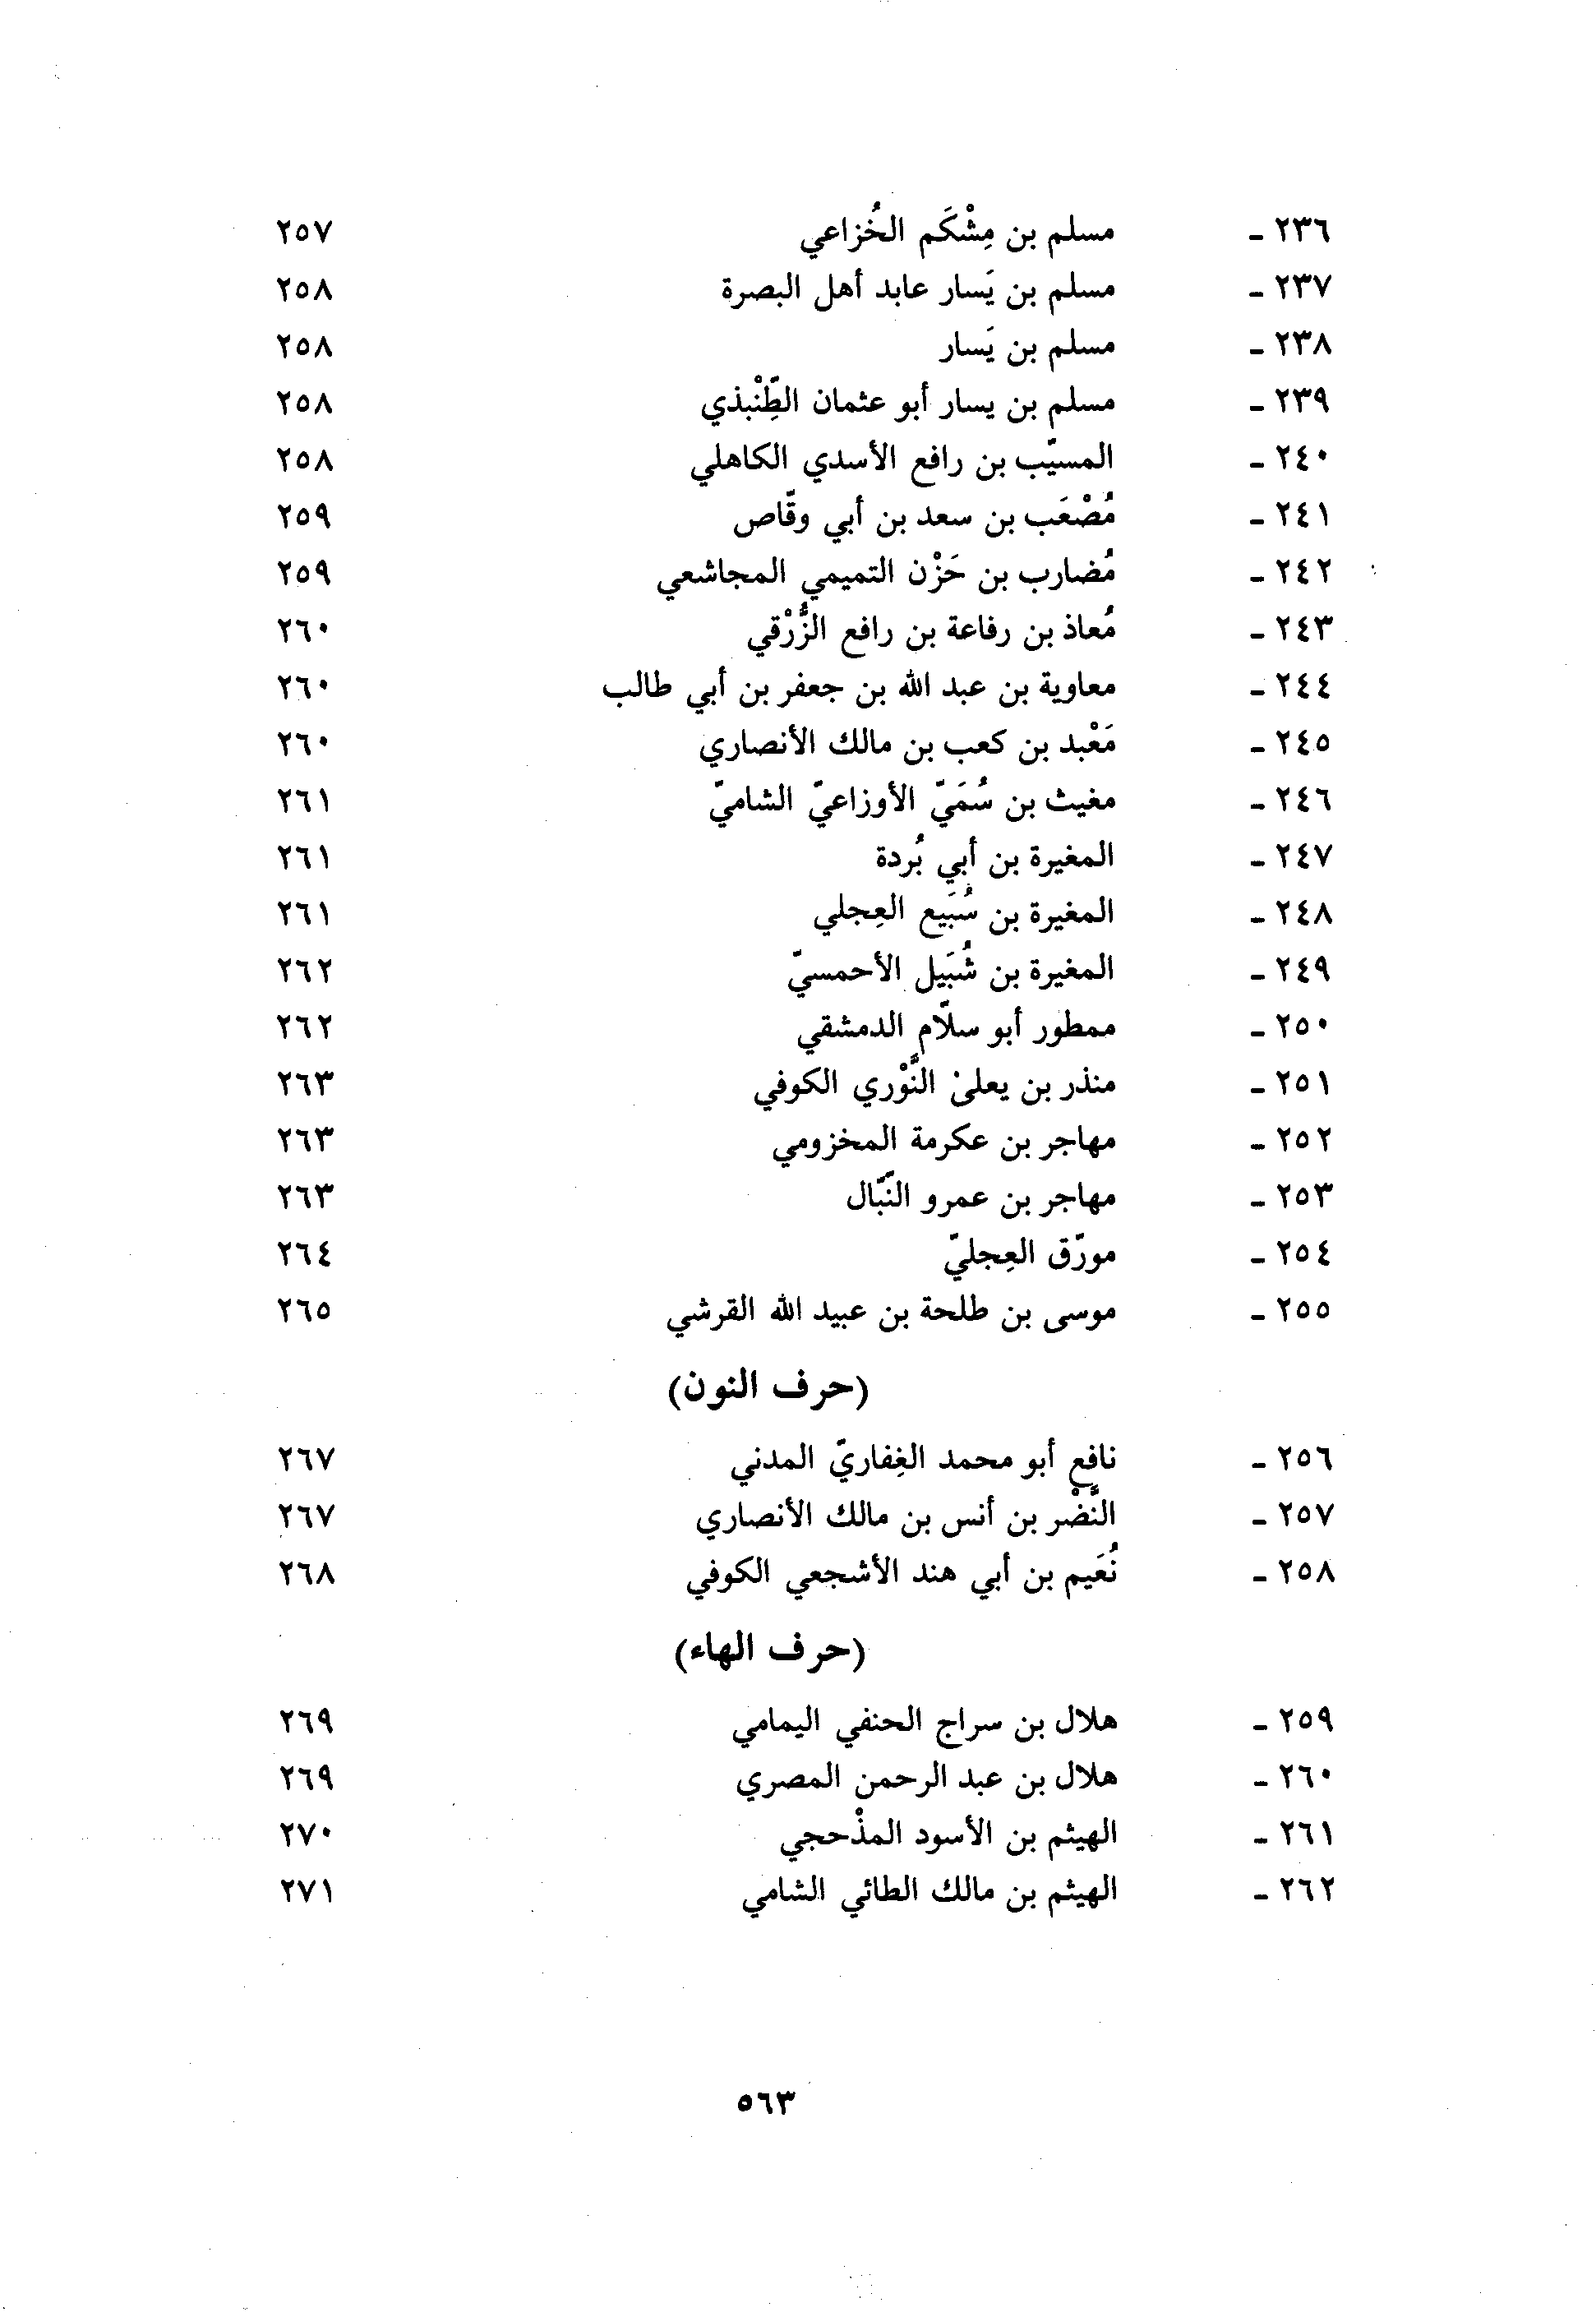 ٢٣٦ - مسلم بن مِشْكَم الخُزاعي ٢٥٧
٢٣٧ - مسلم بن يَسار عابد أهل البصرة ٢٥٨
٢٣٨ - مسلم بن يَسار ٢٥٨
٢٣٩ - مسلم بن يسار أبو عثمان الطِّنْبذي ٢٥٨
٢٤٠ - المسيّب بن رافع الأسدي الكاهلي ٢٥٨
٢٤١ - مُصْعَب بن سعد بن أبي وقّاص ٢٥٩
٢٤٢ - مُضارب بن حَزْن التميمي المجاشعي ٢٥٩
٢٤٣ - مُعاذ بن رفاعة بن رافع الزُّرْقي ٢٦٠
٢٤٤ - معاوية بن عبد الله بن جعفر بن أبي طالب ٢٦٠
٢٤٥ - مَعْبد بن كعب بن مالك الأنصاري ٢٦٠
٢٤٦ - مغيث بن سُمَيّ الأوزاعيّ الشاميّ ٢٦١
٢٤٧ - المغيرة بن أبي بُردة ٢٦١
٢٤٨ - المغيرة بن سُبَيع العِجلي ٢٦١
٢٤٩ - المغيرة بن شُبَيل الأحمسيّ ٢٦٢
٢٥٠ - ممطور أبو سلّام الدمشقي ٢٦٢
٢٥١ - منذر بن يعلىٰ الثَّوْري الكوفي ٢٦٣
٢٥٢ - مهاجر بن عكرمة المخزومي ٢٦٣
٢٥٣ - مهاجر بن عمرو النّبّال ٢٦٣
٢٥٤ - مورّق العِجليّ ٢٦٤
٢٥٥ - موسى بن طلحة بن عبيد الله القرشي ٢٦٥
(حرف النون)
٢٥٦ - نافع أبو محمد الغِفاريّ المدني ٢٦٧
٢٥٧ - النَّضْر بن أنس بن مالك الأنصاري ٢٦٧
٢٥٨ - نُعَيم بن أبي هند الأشجعي الكوفي ٢٦٨
(حرف الهاء)
٢٥٩ - هلال بن سراج الحنفي اليمامي ٢٦٩
٢٦٠ - هلال بن عبد الرحمن المصري ٢٦٩
٢٦١ - الهيثم بن الأسود المذْحجي ٢٧٠
٢٦٢ - الهيثم بن مالك الطائي الشامي ٢٧١
٥٦٣